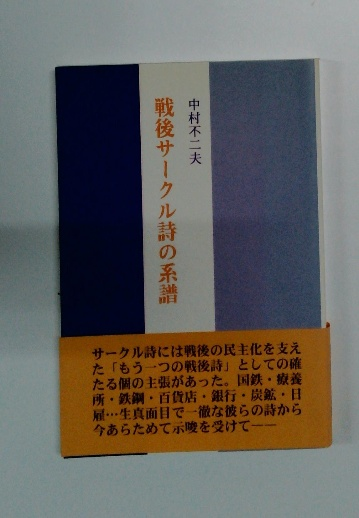 中村不二夫
戦後サークル詩の系譜
サークル詩には戦後の民主化を支え
た「もう一つの戦後詩」としての確
たる個の主張があった。国鉄・療養
所・鉄鋼・百貨店・銀行・炭鉱・日
雇…生真面目で一徹な彼らの詩から
今あらためて示唆を受けて――